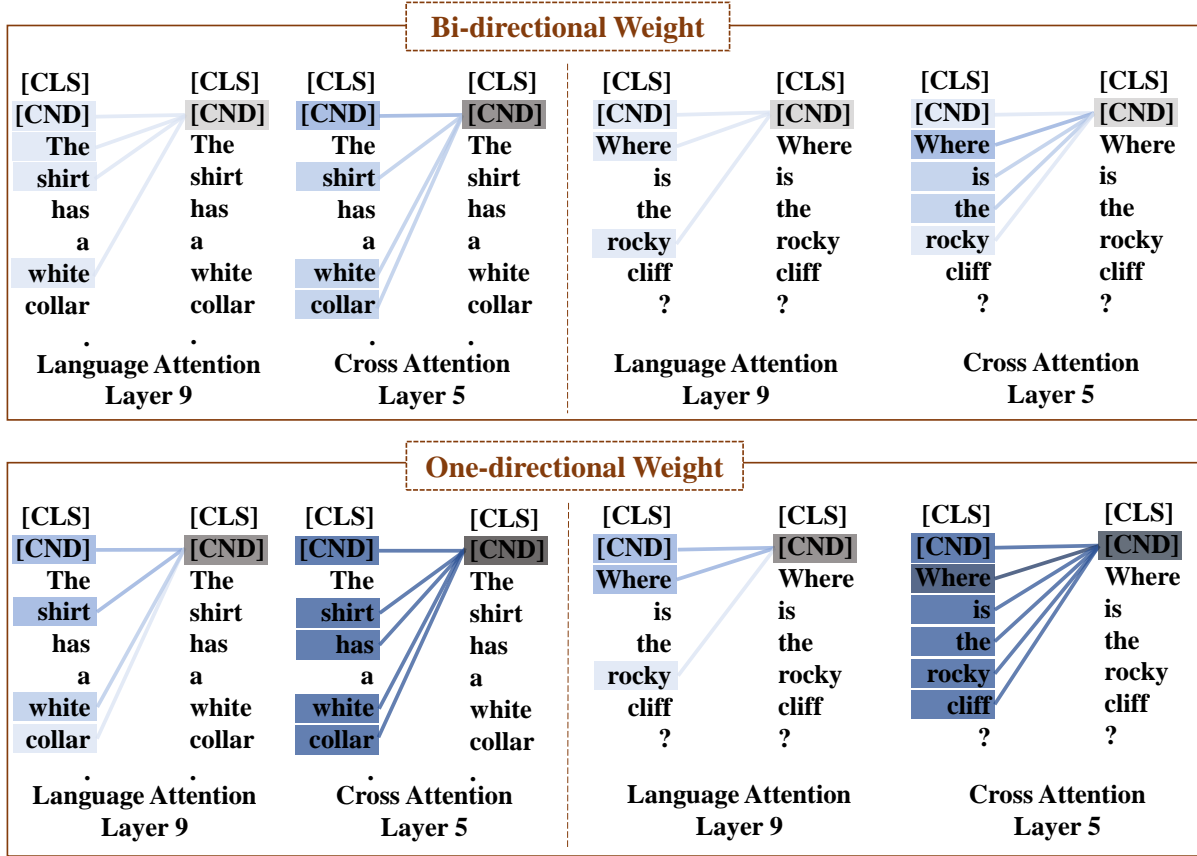 Bi-directional Weight
[CLS] [CLS] [CLS] [CLS] [CLS] [CLS] [CLS] [CLS]
[CND] [CND] [CND] [CND] [CND] [CND] [CND] [CND]
The The The The Where Where Where Where
shirt shirt shirt shirt is is is is
has has has has the the the the
a a a a rocky rocky rocky rocky
white white white white cliff cliff cliff cliff
collar collar collar collar ? ? ? ?
. . . .
Language Attention Cross Attention Language Attention Cross Attention
Layer 9 Layer 5 Layer 9 Layer 5
One-directional Weight
[CLS] [CLS] [CLS] [CLS] [CLS] [CLS] [CLS] [CLS]
[CND] [CND] [CND] [CND] [CND] [CND] [CND] [CND]
The The The The Where Where Where Where
shirt shirt shirt shirt is is is is
has has has has the the the the
a a a a rocky rocky rocky rocky
white white white white cliff cliff cliff cliff
collar collar collar collar ? ? ? ?
. . . .
Language Attention Cross Attention Language Attention Cross Attention
Layer 9 Layer 5 Layer 9 Layer 5